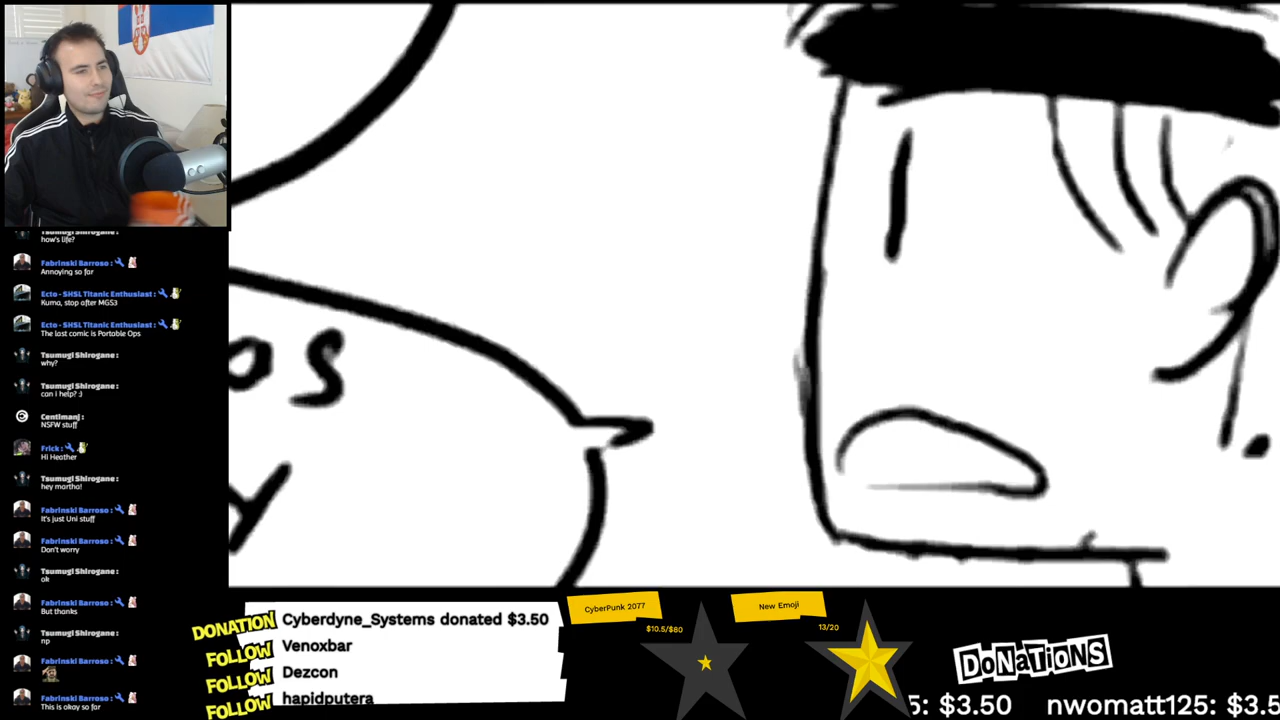 Tsumugi Shirogane :
how's life?
Fabrinski Barroso :
Annoying so far
Ecto - SHSL Titanic Enthusiast :
Kuma, stop after MGS3
Ecto - SHSL Titanic Enthusiast :
The last comic is Portable Ops
Tsumugi Shirogane :
why?
Tsumugi Shirogane :
can I help? :)
Centimanj :
NSFW stuff
Frick :
Hi Heather
Tsumugi Shirogane :
hey martha!
Fabrinski Barroso :
It's just Uni stuff
Fabrinski Barroso :
Don't worry
Tsumugi Shirogane :
ok
Fabrinski Barroso :
But thanks
Tsumugi Shirogane :
np
Fabrinski Barroso :
Fabrinski Barroso :
This is okay so far
os
y
DONATION Cyberdyne_Systems donated $3.50
FOLLOW Venoxbar
FOLLOW Dezcon
FOLLOW hapidputera
CyberPunk 2077
$10.5/$80
New Emoji
13/20
DONATIONS
5: $3.50 nwomatt125: $3.5